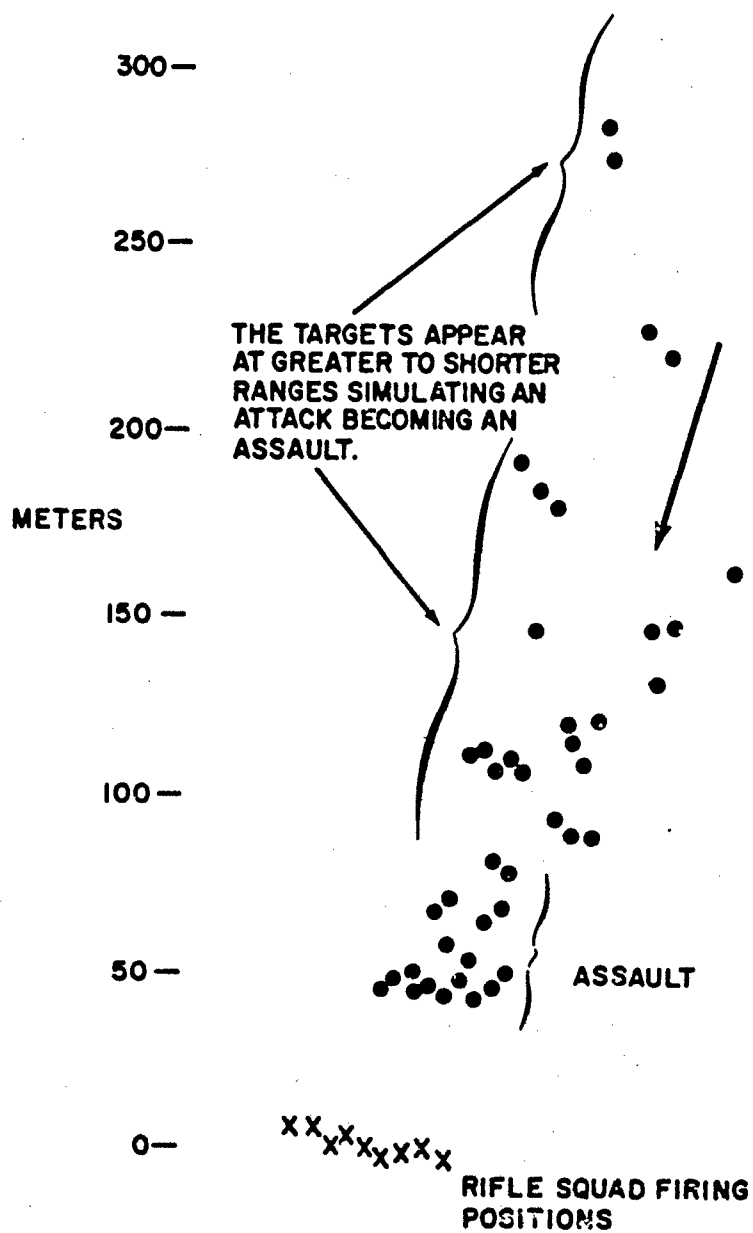 300—
250—
THE TARGETS APPEAR
AT GREATER TO SHORTER
RANGES SIMULATING AN
ATTACK BECOMING AN
ASSAULT.
200—
METERS
150—
100—
50—
ASSAULT
0—
X X X X X X X X X
RIFLE SQUAD FIRING
POSITIONS